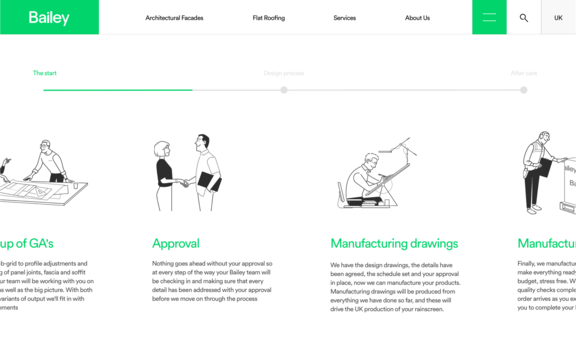 Bailey
Architectural Facades
Flat Roofing
Services
About Us
UK
The start
Design process
After care
up of GA's
b-grid to profile adjustments and
g of panel joints, fascia and soffit
ur team will be working with you on
s well as the big picture. With both
variants of output we'll fit in with
ements
Approval
Nothing goes ahead without your approval so
at every step of the way your Bailey team will
be checking in and making sure that every
detail has been addressed with your approval
before we move on through the process
Manufacturing drawings
We have the design drawings, the details have
been agreed, the schedule set and your approval
in place, now we can manufacture your products.
Manufacturing drawings will be produced from
everything we have done so far, and these will
drive the UK production of your rainscreen.
Manufactu
Finally, we manufactu
make everything read
budget, stress free. W
quality checks comple
order arrives as you ex
you to complete your